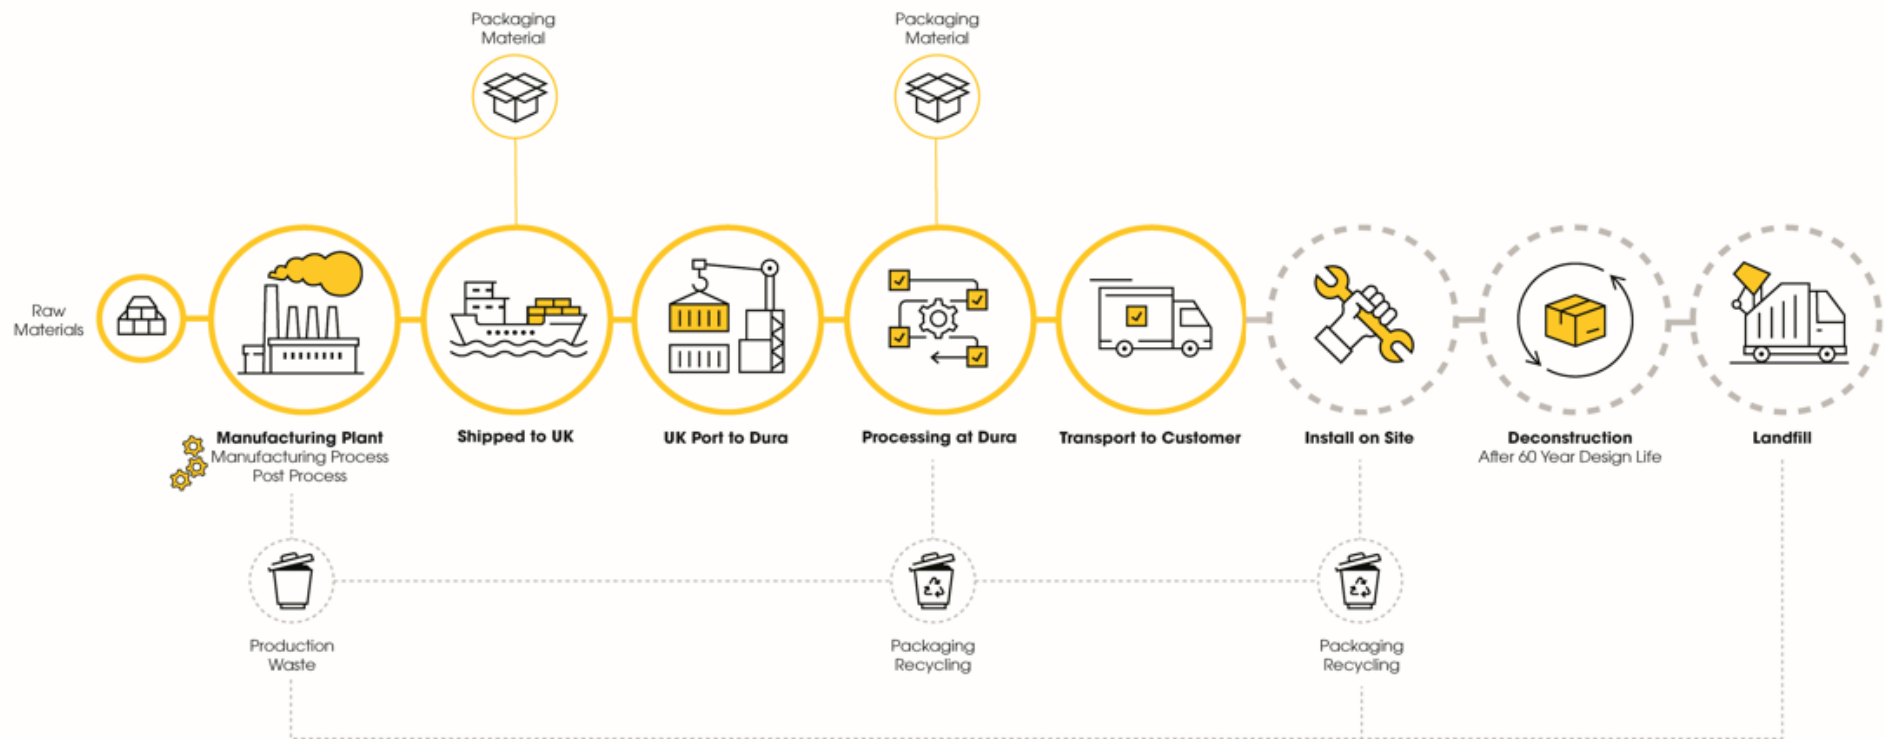 Packaging
Material
Packaging
Material
Raw
Materials
Manufacturing Plant
Manufacturing Process
Post Process
Shipped to UK
UK Port to Dura
Processing at Dura
Transport to Customer
Install on Site
Deconstruction
After 60 Year Design Life
Landfill
Production
Waste
Packaging
Recycling
Packaging
Recycling